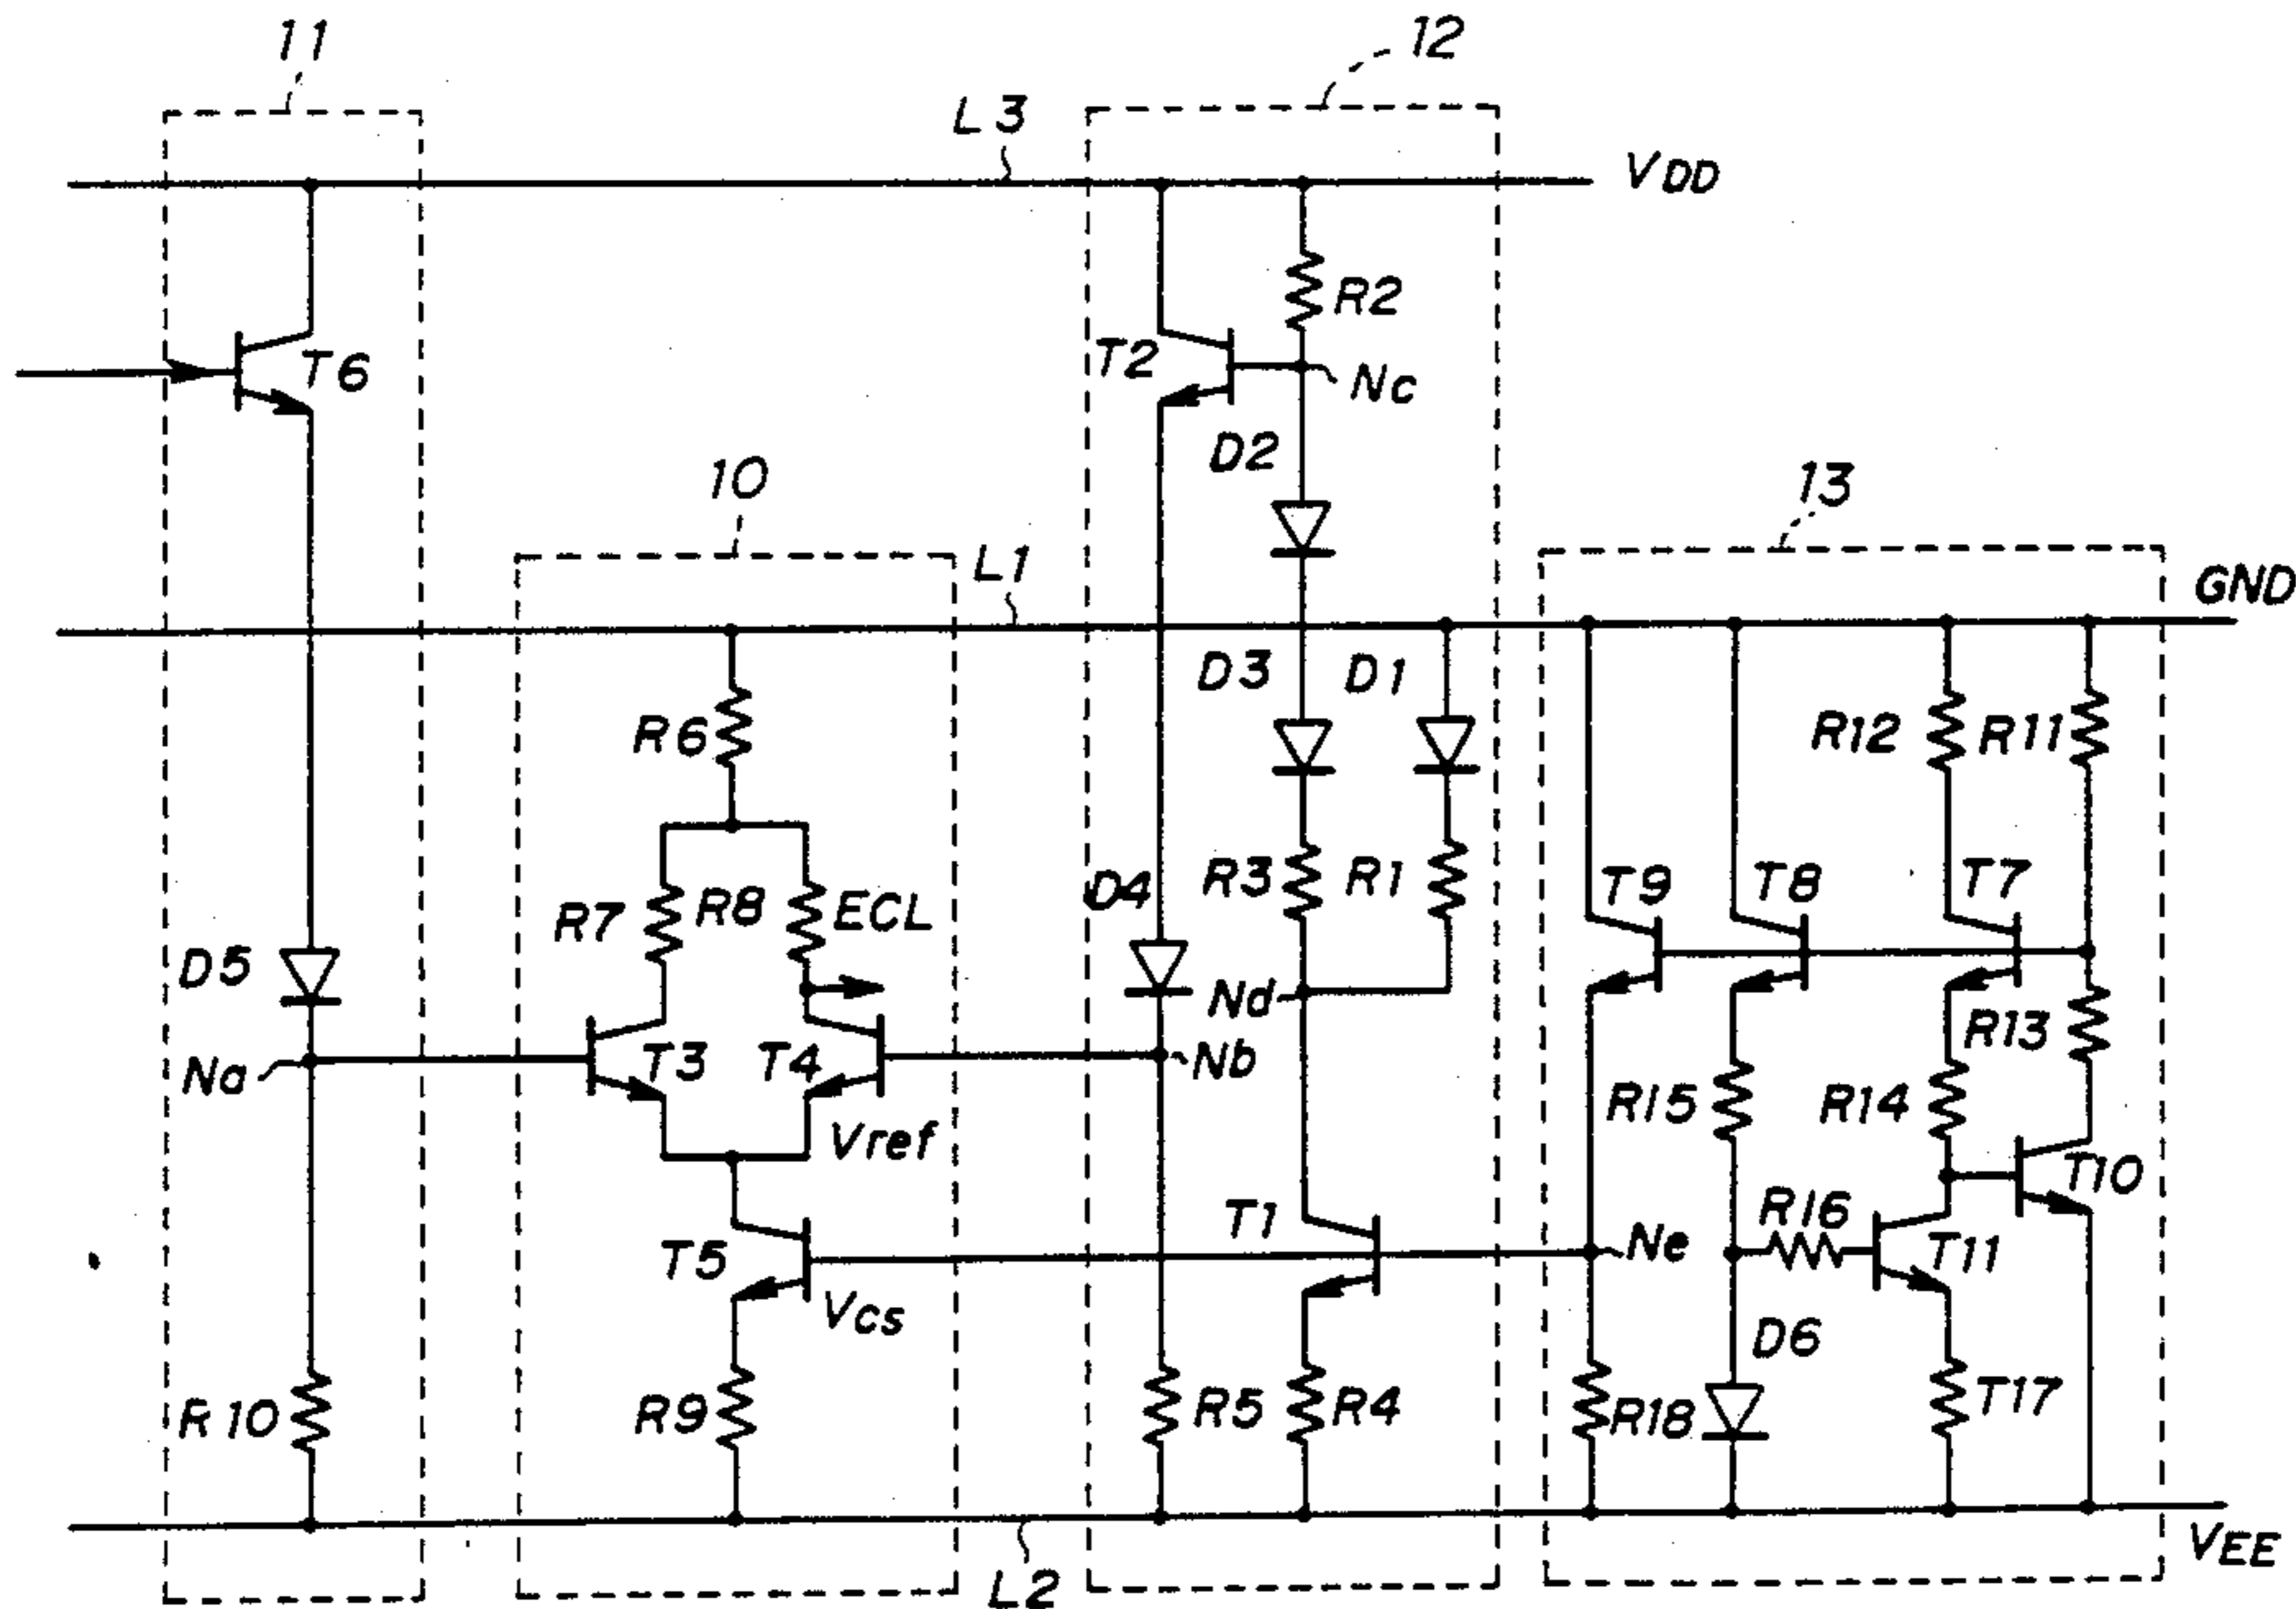 11
12
L3
VDD
R2
T6
T2
Nc
D2
10
13
L1
GND
D3
D1
R6
R12
R11
R7
R8
ECL
D4
R3
R1
T9
T8
T7
D5
Nd
R13
Na
T3
T4
Nb
R15
R14
Vref
T10
T1
R16
Ne
T11
T5
Vcs
D6
R10
R9
R5
R4
R18
T17
VEE
L2